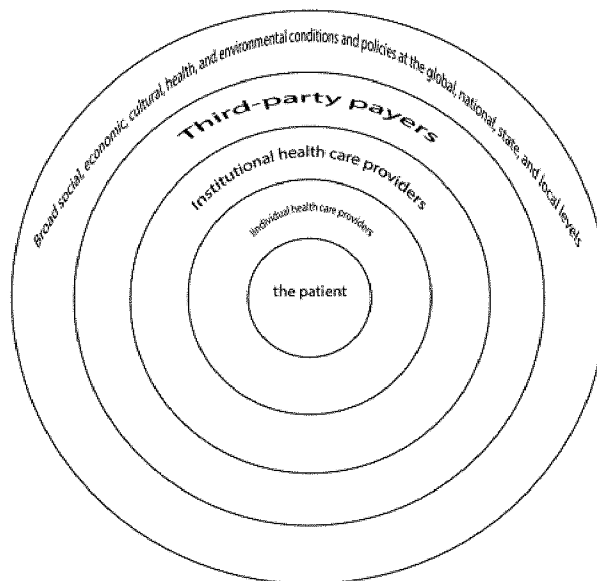 Broad social, economic, cultural, health, and environmental conditions and policies at the global, national, state, and local levels
Third-party payers
Institutional health care providers
Individual health care providers
the patient